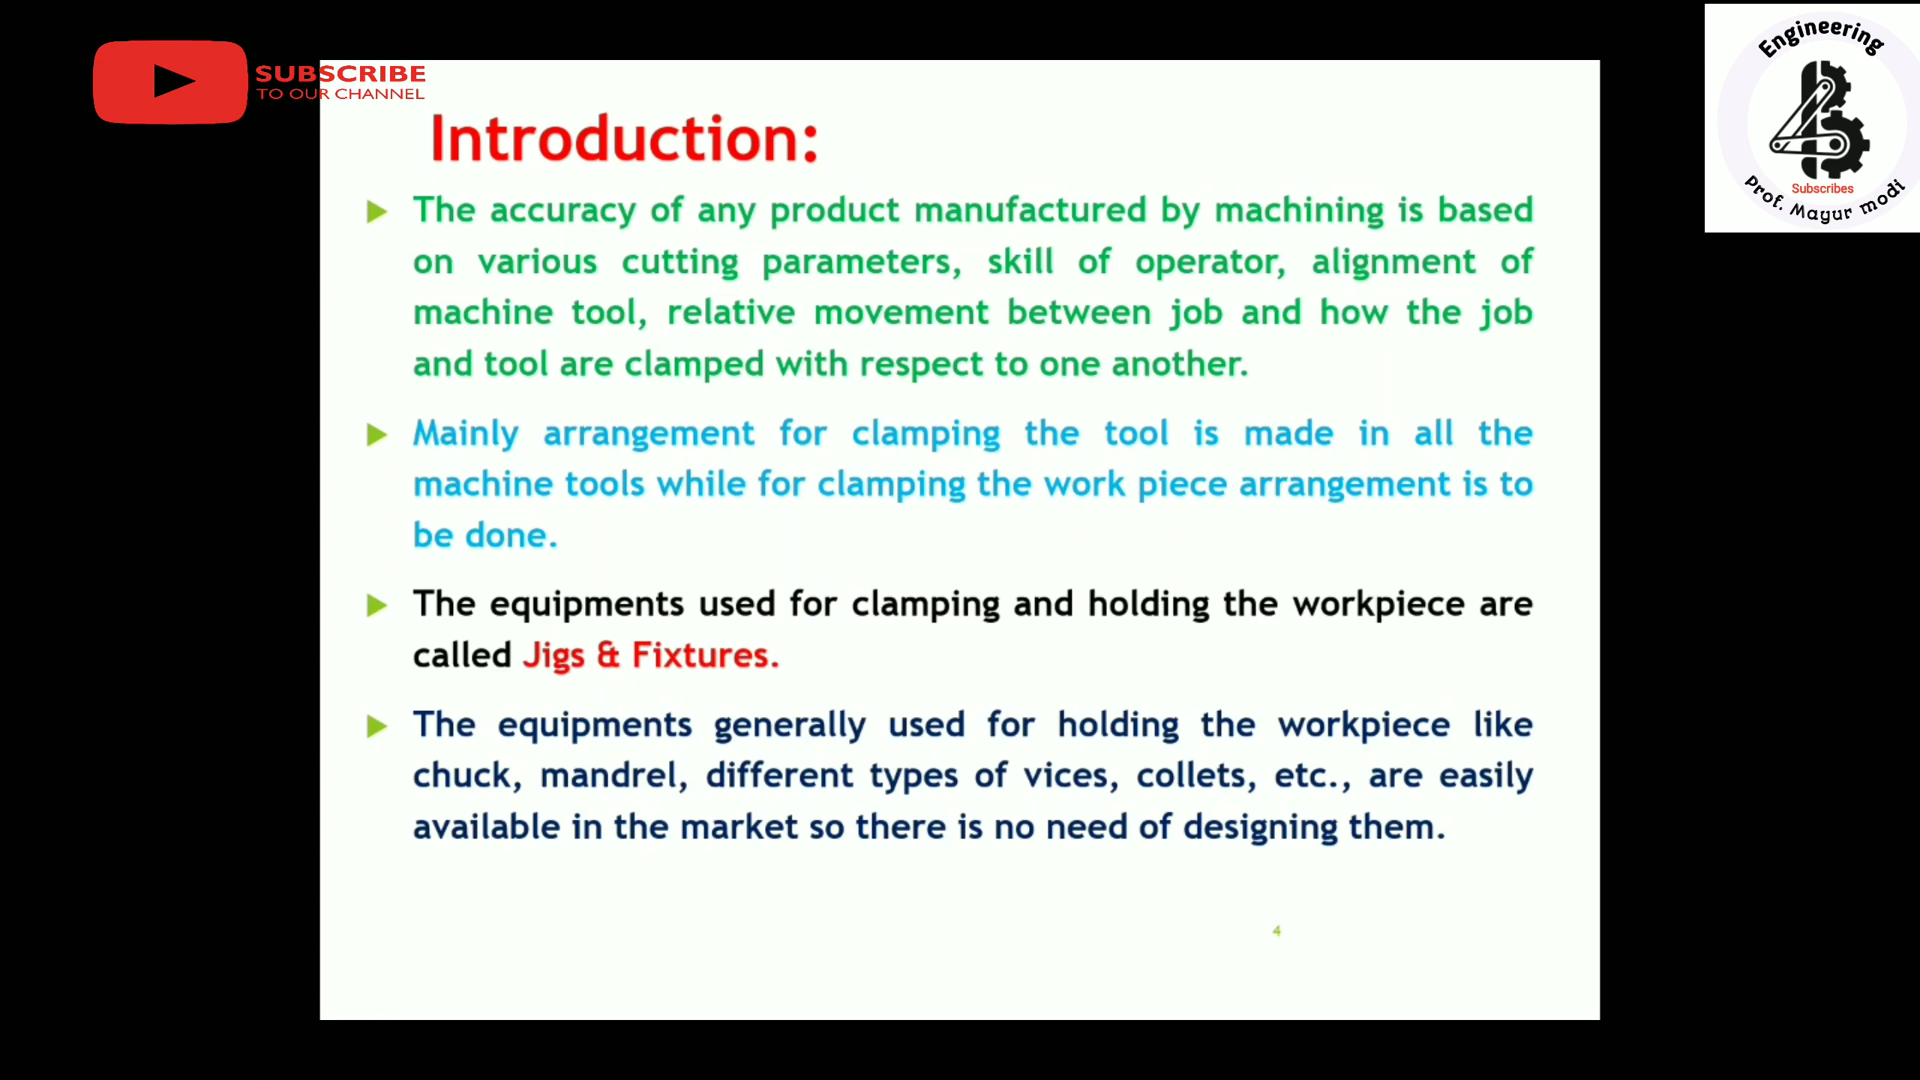 SUBSCRIBE
TO OUR CHANNEL
Engineering
Subscribes
Prof. Mayur modi
Introduction:
The accuracy of any product manufactured by machining is based
on various cutting parameters, skill of operator, alignment of
machine tool, relative movement between job and how the job
and tool are clamped with respect to one another.
Mainly arrangement for clamping the tool is made in all the
machine tools while for clamping the work piece arrangement is to
be done.
The equipments used for clamping and holding the workpiece are
called Jigs & Fixtures.
The equipments generally used for holding the workpiece like
chuck, mandrel, different types of vices, collets, etc., are easily
available in the market so there is no need of designing them.
4